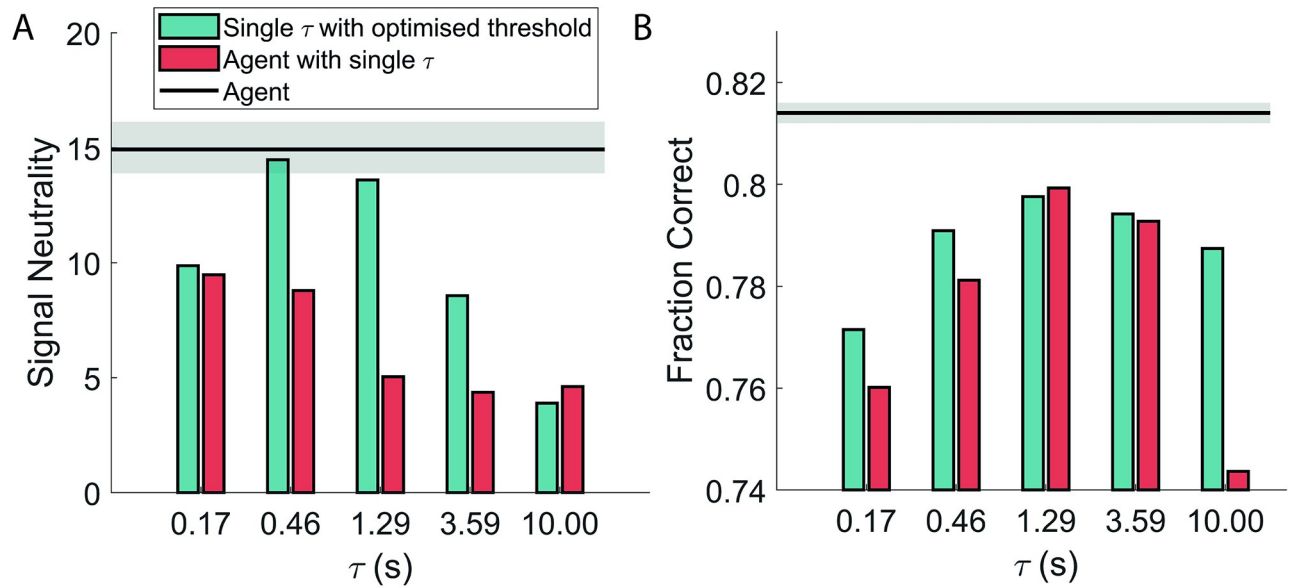 A
Single τ with optimised threshold
Agent with single τ
Agent
Signal Neutrality
20
15
10
5
0
0.17 0.46 1.29 3.59 10.00
τ (s)
B
Fraction Correct
0.82
0.8
0.78
0.76
0.74
0.17 0.46 1.29 3.59 10.00
τ (s)